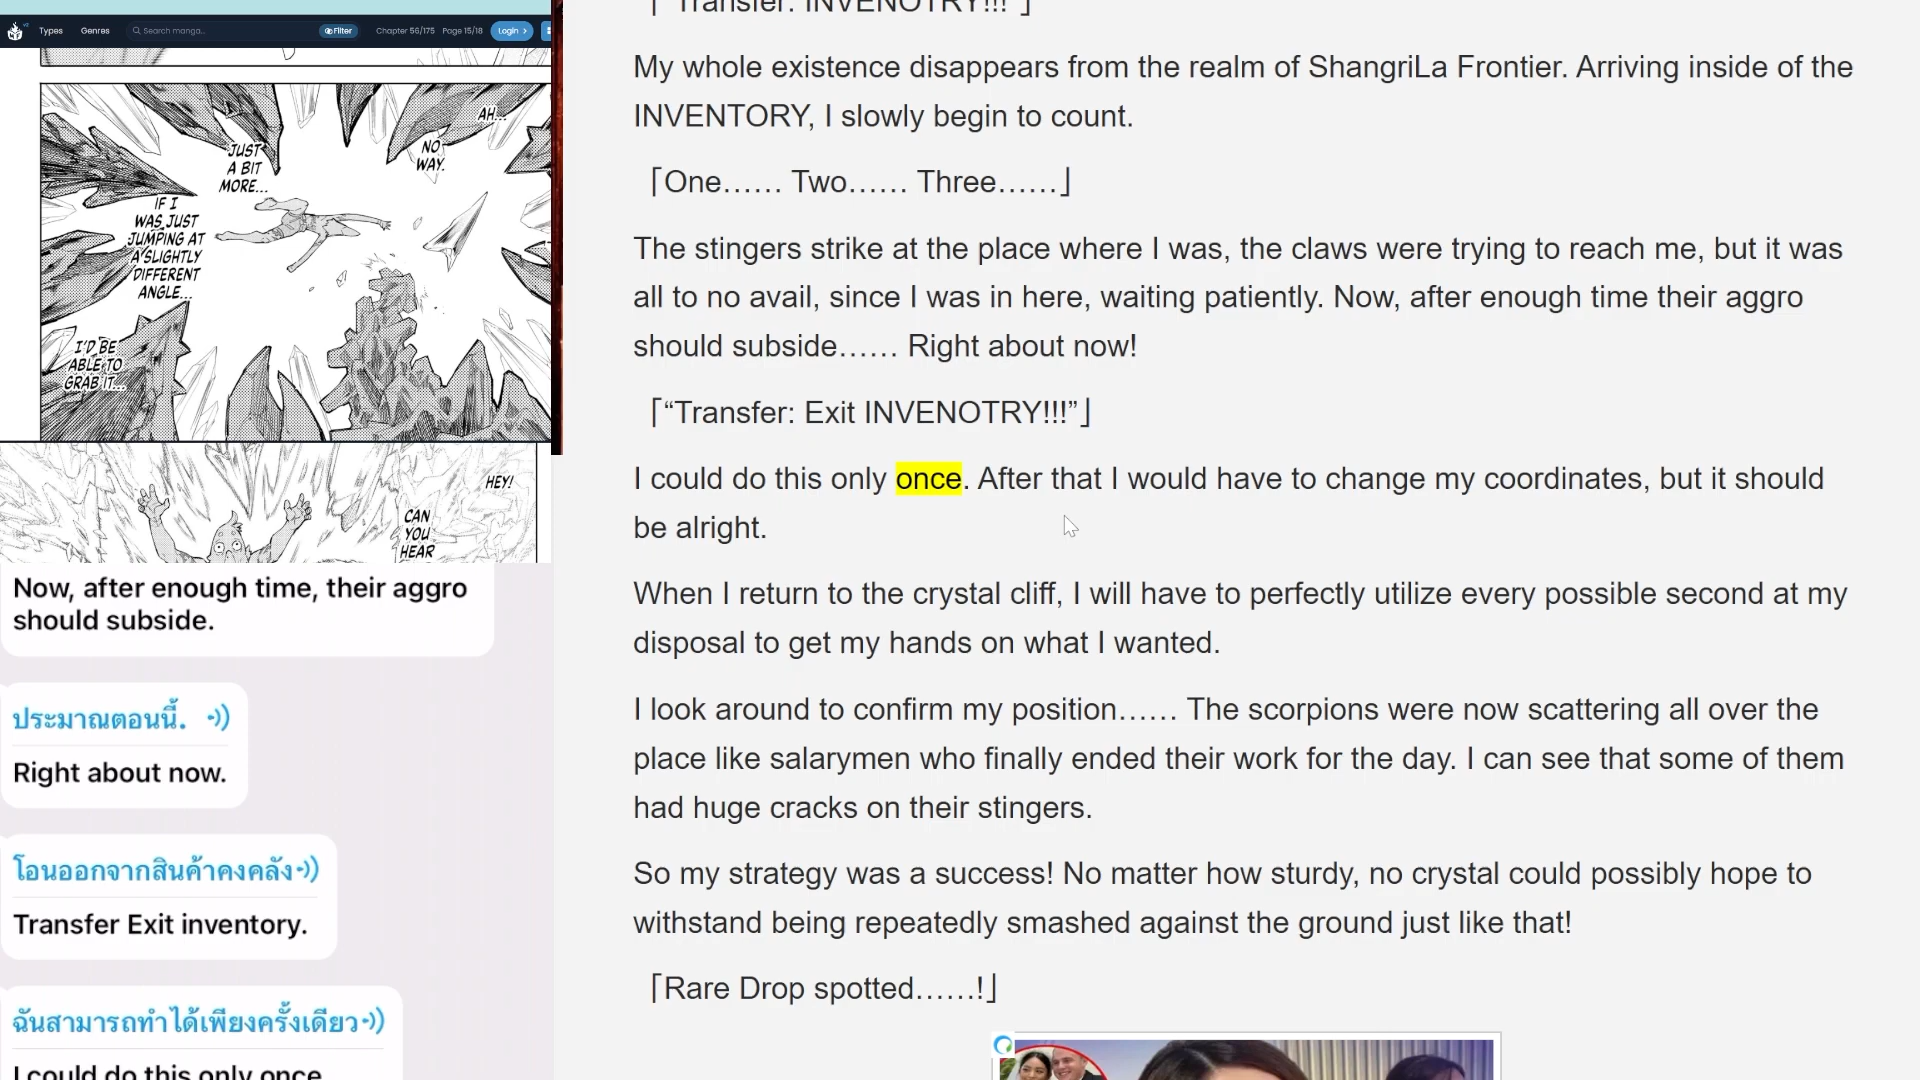 Types Genres Search manga.. Filter Chapter 56/175 Page 15/18 Login >
AH...
NO
WAY.
JUST
A BIT
MORE...
IF I
WAS JUST
JUMPING AT
A SLIGHTLY
DIFFERENT
ANGLE...
I'D BE
ABLE TO
GRAB IT...
HEY!
CAN
YOU
HEAR
Now, after enough time, their aggro
should subside.
ประมาณตอนนี้.
Right about now.
โอนออกจากสินค้าคงคลัง
Transfer Exit inventory.
ฉันสามารถทำได้เพียงครั้งเดียว
I could do this only once
「"Transfer: INVENOTRY!!!"」
My whole existence disappears from the realm of ShangriLa Frontier. Arriving inside of the
INVENTORY, I slowly begin to count.
「One…… Two…… Three……」
The stingers strike at the place where I was, the claws were trying to reach me, but it was
all to no avail, since I was in here, waiting patiently. Now, after enough time their aggro
should subside…… Right about now!
「“Transfer: Exit INVENOTRY!!!”」
I could do this only once. After that I would have to change my coordinates, but it should
be alright.
When I return to the crystal cliff, I will have to perfectly utilize every possible second at my
disposal to get my hands on what I wanted.
I look around to confirm my position…… The scorpions were now scattering all over the
place like salarymen who finally ended their work for the day. I can see that some of them
had huge cracks on their stingers.
So my strategy was a success! No matter how sturdy, no crystal could possibly hope to
withstand being repeatedly smashed against the ground just like that!
「Rare Drop spotted……!」